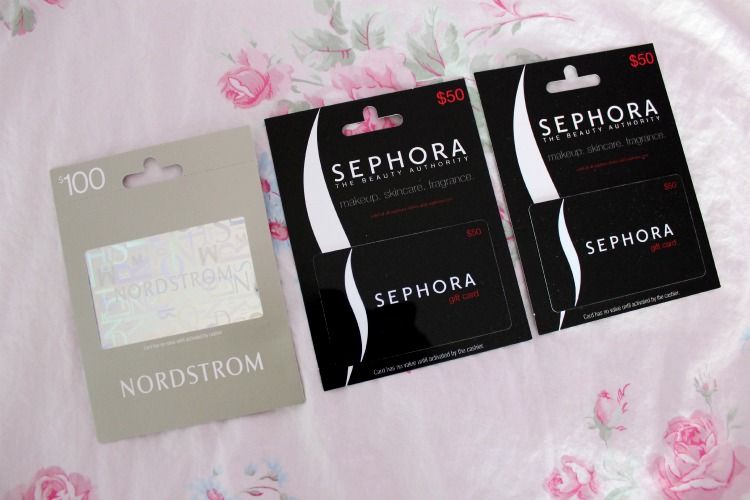 $100
NORDSTROM
Card has no value until activated by cashier.
NORDSTROM
$50
SEPHORA
THE BEAUTY AUTHORITY
makeup. skincare. fragrance.
$50
SEPHORA
gift card
Card has no value until activated by the cashier.
$50
SEPHORA
THE BEAUTY AUTHORITY
makeup. skincare. fragrance.
$50
SEPHORA
gift card
Card has no value until activated by the cashier.